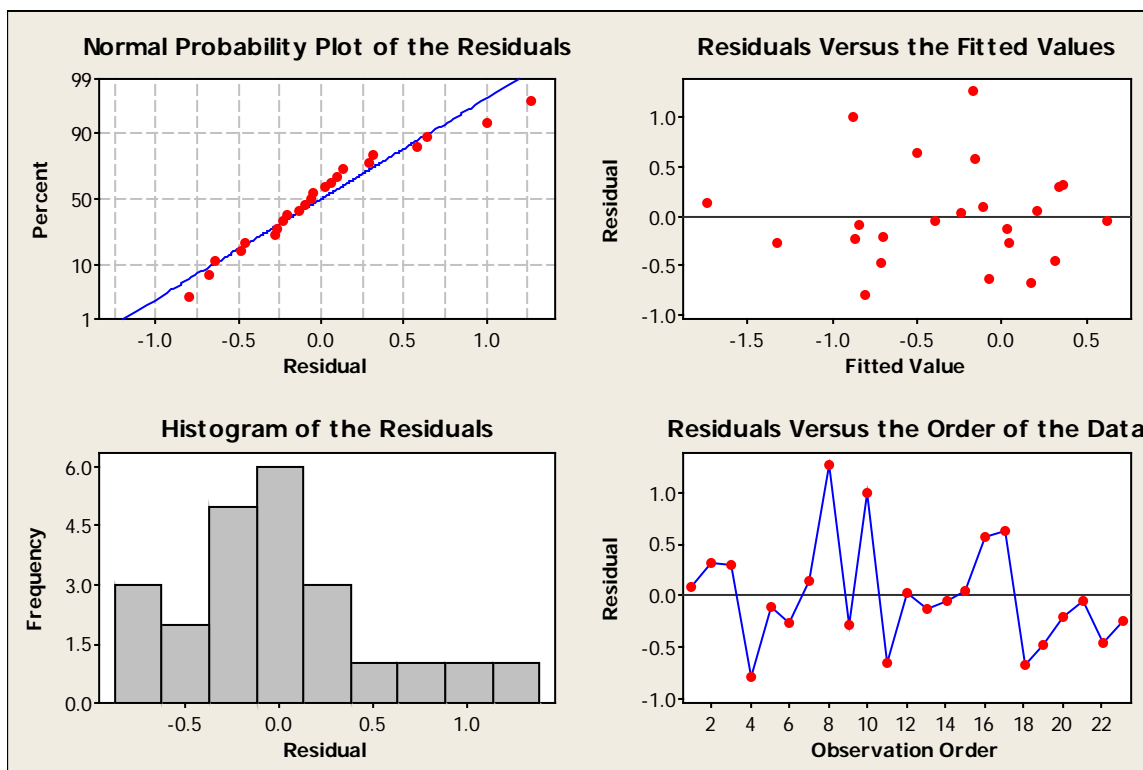 Normal Probability Plot of the Residuals
99
90
50
10
1
Percent
-1.0 -0.5 0.0 0.5 1.0
Residual
Residuals Versus the Fitted Values
1.0
0.5
0.0
-0.5
-1.0
Residual
-1.5 -1.0 -0.5 0.0 0.5
Fitted Value
Histogram of the Residuals
6.0
4.5
3.0
1.5
0.0
Frequency
-0.5 0.0 0.5 1.0
Residual
Residuals Versus the Order of the Data
1.0
0.5
0.0
-0.5
-1.0
Residual
2 4 6 8 10 12 14 16 18 20 22
Observation Order